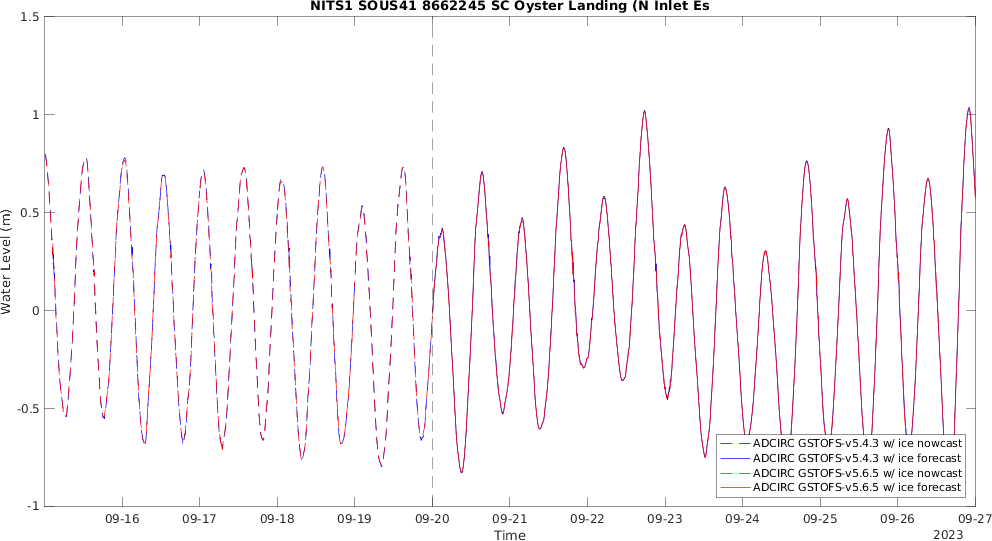 NITS1 SOUS41 8662245 SC Oyster Landing (N Inlet Es
1.5
1
0.5
0
-0.5
-1
Water Level (m)
ADCIRC GSTOFS-v5.4.3 w/ ice nowcast
ADCIRC GSTOFS-v5.4.3 w/ ice forecast
ADCIRC GSTOFS-v5.6.5 w/ ice nowcast
ADCIRC GSTOFS-v5.6.5 w/ ice forecast
09-16 09-17 09-18 09-19 09-20 09-21 09-22 09-23 09-24 09-25 09-26 09-27
Time
2023